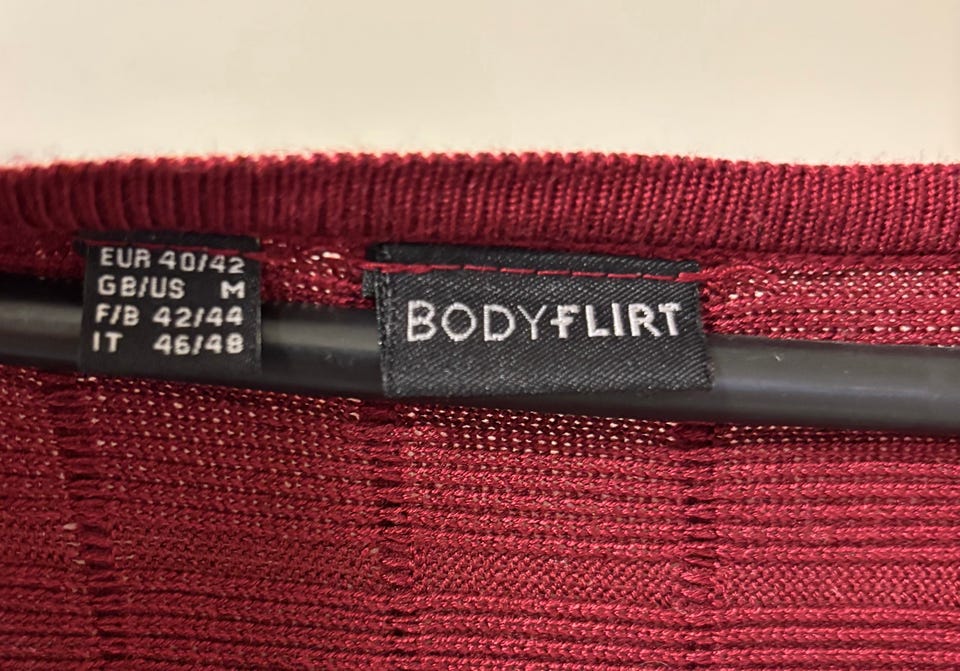 EUR 40/42
GB/US M
F/B 42/44
IT 46/48
BODYFLIRT